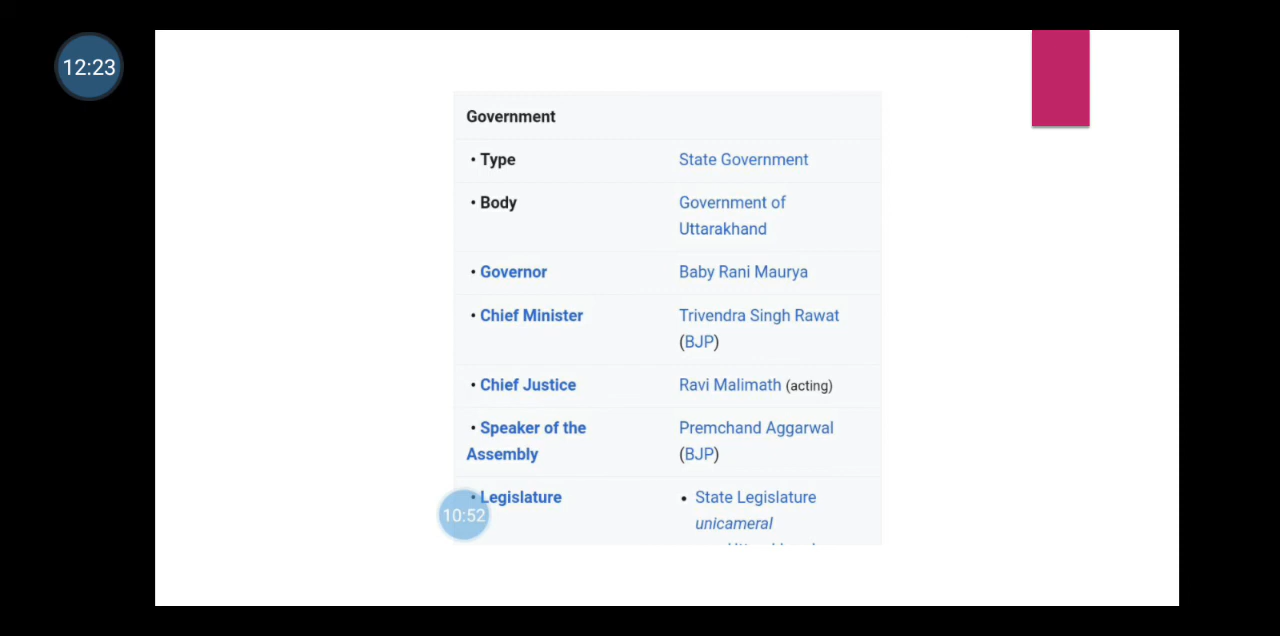 12:23
Government
• Type State Government
• Body Government of
Uttarakhand
• Governor Baby Rani Maurya
• Chief Minister Trivendra Singh Rawat
(BJP)
• Chief Justice Ravi Malimath (acting)
• Speaker of the Premchand Aggarwal
Assembly (BJP)
• Legislature • State Legislature
10:52 unicameral